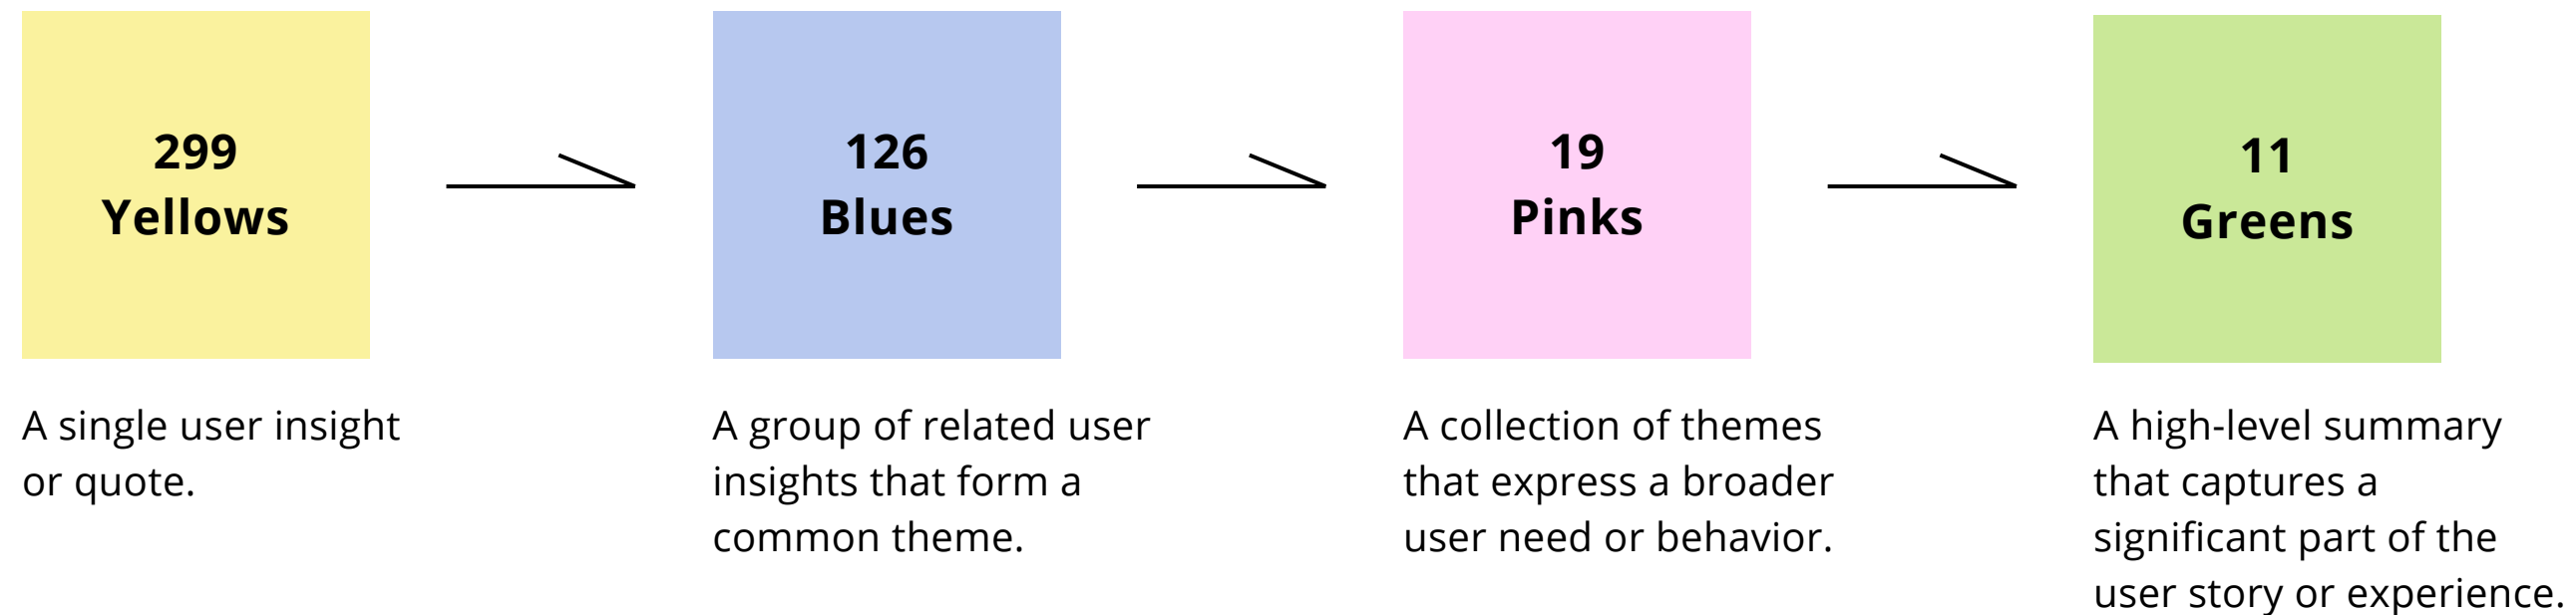 299
Yellows
126
Blues
19
Pinks
11
Greens
A single user insight
or quote.
A group of related user
insights that form a
common theme.
A collection of themes
that express a broader
user need or behavior.
A high-level summary
that captures a
significant part of the
user story or experience.